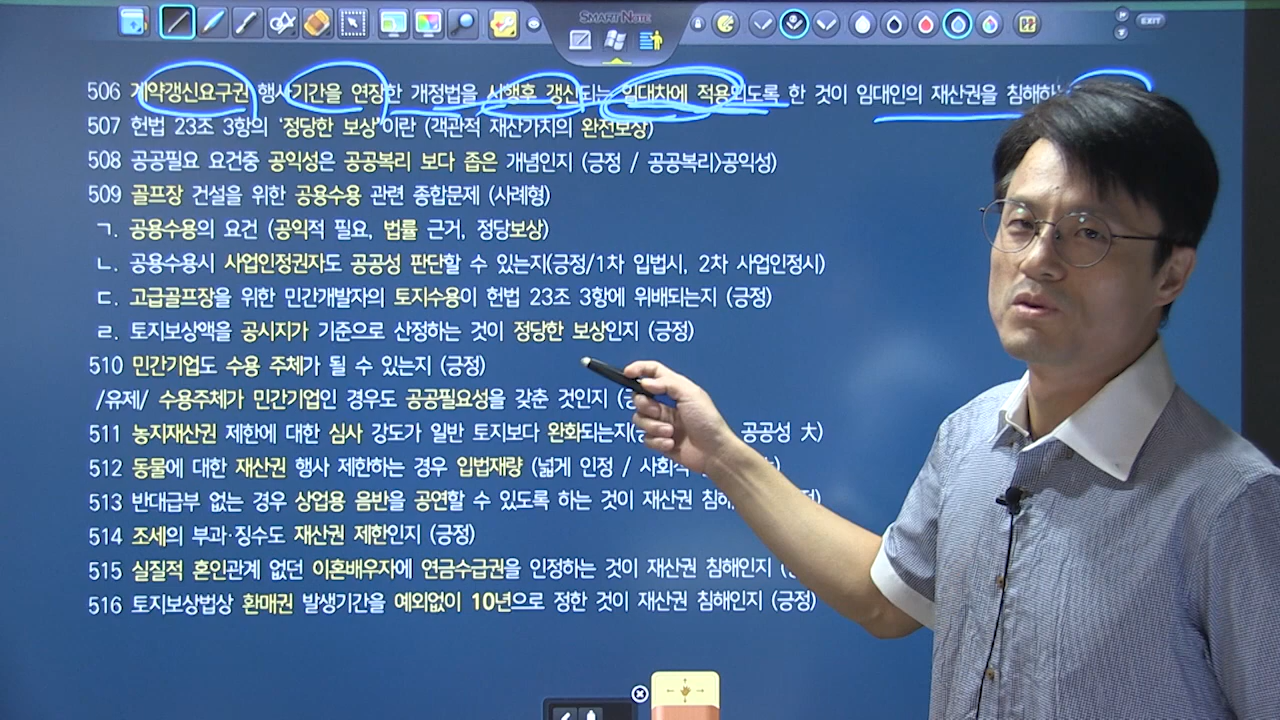 SMART NOTE
EXIT
506 계약갱신요구권 행사기간을 연장한 개정법을 시행후 갱신되는 임대차에 적용되도록 한 것이 임대인의 재산권을 침해하는
507 헌법 23조 3항의 '정당한 보상'이란 (객관적 재산가치의 완전보상)
508 공공필요 요건중 공익성은 공공복리 보다 좁은 개념인지 (긍정 / 공공복리>공익성)
509 골프장 건설을 위한 공용수용 관련 종합문제 (사례형)
ㄱ. 공용수용의 요건 (공익적 필요, 법률 근거, 정당보상)
ㄴ. 공용수용시 사업인정권자도 공공성 판단할 수 있는지(긍정/1차 입법시, 2차 사업인정시)
ㄷ. 고급골프장을 위한 민간개발자의 토지수용이 헌법 23조 3항에 위배되는지 (긍정)
ㄹ. 토지보상액을 공시지가 기준으로 산정하는 것이 정당한 보상인지 (긍정)
510 민간기업도 수용 주체가 될 수 있는지 (긍정)
/유제/ 수용주체가 민간기업인 경우도 공공필요성을 갖춘 것인지
511 농지재산권 제한에 대한 심사 강도가 일반 토지보다 완화되는지( 공공성 大)
512 동물에 대한 재산권 행사 제한하는 경우 입법재량 (넓게 인정 / 사회적
513 반대급부 없는 경우 상업용 음반을 공연할 수 있도록 하는 것이 재산권 침해
514 조세의 부과·징수도 재산권 제한인지 (긍정)
515 실질적 혼인관계 없던 이혼배우자에 연금수급권을 인정하는 것이 재산권 침해인지
516 토지보상법상 환매권 발생기간을 예외없이 10년으로 정한 것이 재산권 침해인지 (긍정)